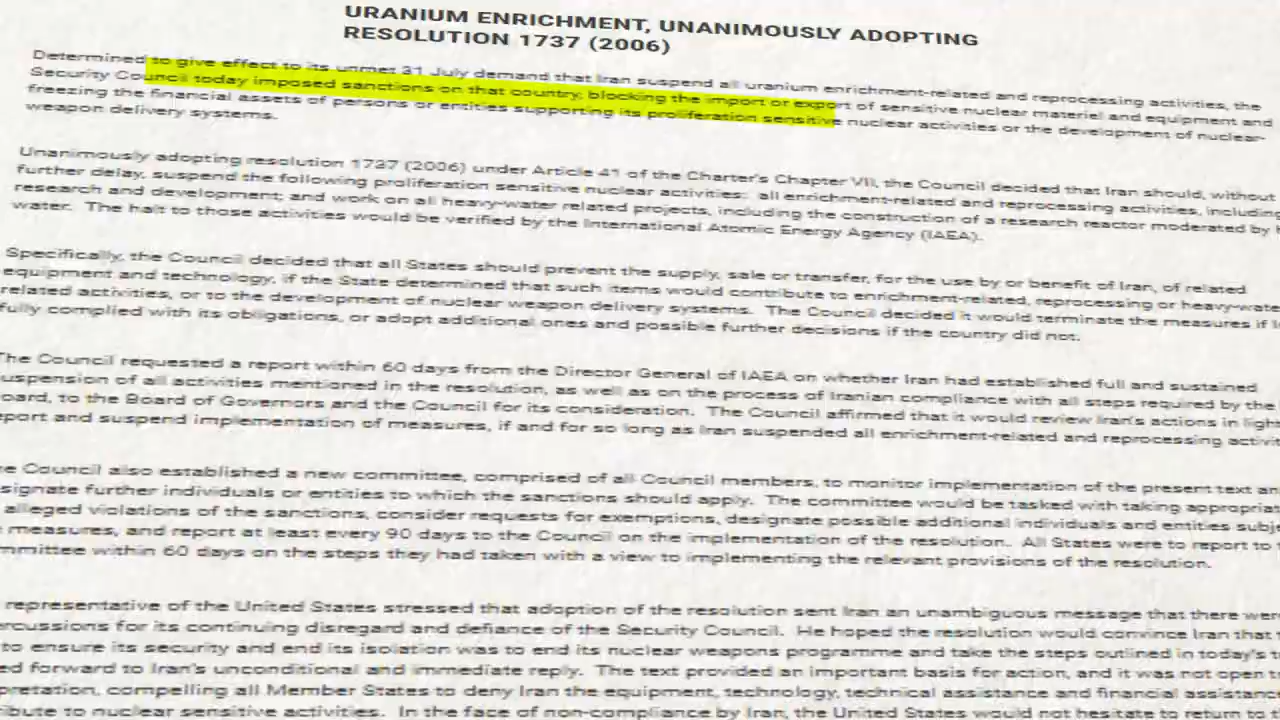 URANIUM ENRICHMENT, UNANIMOUSLY ADOPTING
RESOLUTION 1737 (2006)
Determined to give effect to its unmet 31 July demand that Iran suspend all uranium enrichment-related and reprocessing activities, the
Security Council today imposed sanctions on that country, blocking the import or export of sensitive nuclear materiel and equipment and
freezing the financial assets of persons or entities supporting its proliferation sensitive nuclear activities or the development of nuclear-
weapon delivery systems.
Unanimously adopting resolution 1737 (2006) under Article 41 of the Charter's Chapter VII, the Council decided that Iran should, without
further delay, suspend the following proliferation sensitive nuclear activities: all enrichment-related and reprocessing activities, including
research and development; and work on all heavy-water related projects, including the construction of a research reactor moderated by h
water. The halt to those activities would be verified by the International Atomic Energy Agency (IAEA).
Specifically, the Council decided that all States should prevent the supply, sale or transfer, for the use by or benefit of Iran, of related
equipment and technology, if the State determined that such items would contribute to enrichment-related, reprocessing or heavy-wate
related activities, or to the development of nuclear weapon delivery systems. The Council decided it would terminate the measures if I
fully complied with its obligations, or adopt additional ones and possible further decisions if the country did not.
The Council requested a report within 60 days from the Director General of IAEA on whether Iran had established full and sustained
uspension of all activities mentioned in the resolution, as well as on the process of Iranian compliance with all steps required by the
oard, to the Board of Governors and the Council for its consideration. The Council affirmed that it would review Iran's actions in light
eport and suspend implementation of measures, if and for so long as Iran suspended all enrichment-related and reprocessing activit
e Council also established a new committee, comprised of all Council members, to monitor implementation of the present text an
signate further individuals or entities to which the sanctions should apply. The committee would be tasked with taking appropriat
alleged violations of the sanctions, consider requests for exemptions, designate possible additional individuals and entities subj
measures, and report at least every 90 days to the Council on the implementation of the resolution. All States were to report to
mmittee within 60 days on the steps they had taken with a view to implementing the relevant provisions of the resolution.
representative of the United States stressed that adoption of the resolution sent Iran an unambiguous message that there wer
rcussions for its continuing disregard and defiance of the Security Council. He hoped the resolution would convince Iran that
to ensure its security and end its isolation was to end its nuclear weapons programme and take the steps outlined in today's t
ed forward to Iran's unconditional and immediate reply. The text provided an important basis for action, and it was not open t
pretation, compelling all Member States to deny Iran the equipment, technology, technical assistance and financial assistanc
ibute to nuclear sensitive activities. In the face of non-compliance by Iran, the United States would not hesitate to return to t